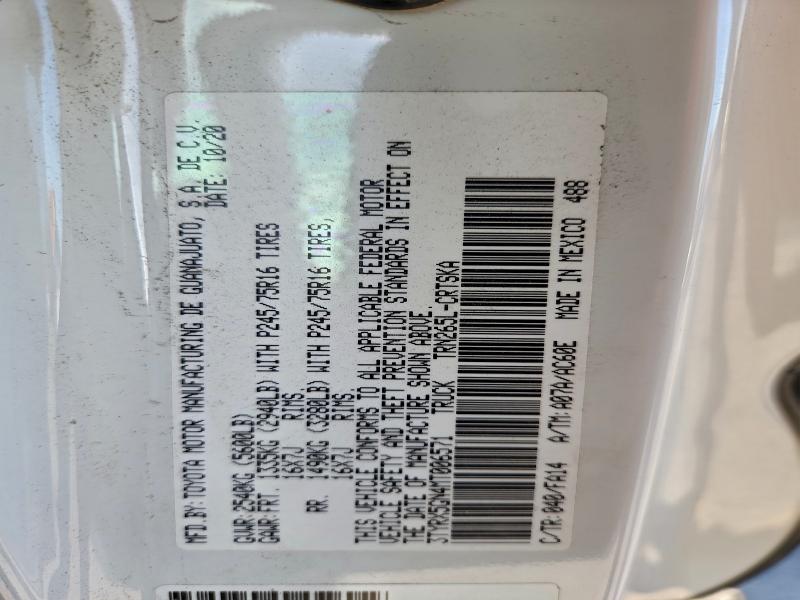 MFD. BY: TOYOTA MOTOR MANUFACTURING DE GUANAJUATO, S.A. DE C.V.
DATE: 10/20
GVWR: 2540KG (5600LB)
GAWR: FRT. 1335KG (2940LB) WITH P245/75R16 TIRES
16X7J RIMS.
RR. 1490KG (3280LB) WITH P245/75R16 TIRES,
16X7J RIMS.
THIS VEHICLE CONFORMS TO ALL APPLICABLE FEDERAL MOTOR
VEHICLE SAFETY AND THEFT PREVENTION STANDARDS IN EFFECT ON
THE DATE OF MANUFACTURE SHOWN ABOVE.
3TYRX5GN4MT006571 TRUCK TRN265L-CRTSKA
C/TR: 040/FA14 A/TM: A07A/AC60E MADE IN MEXICO 488